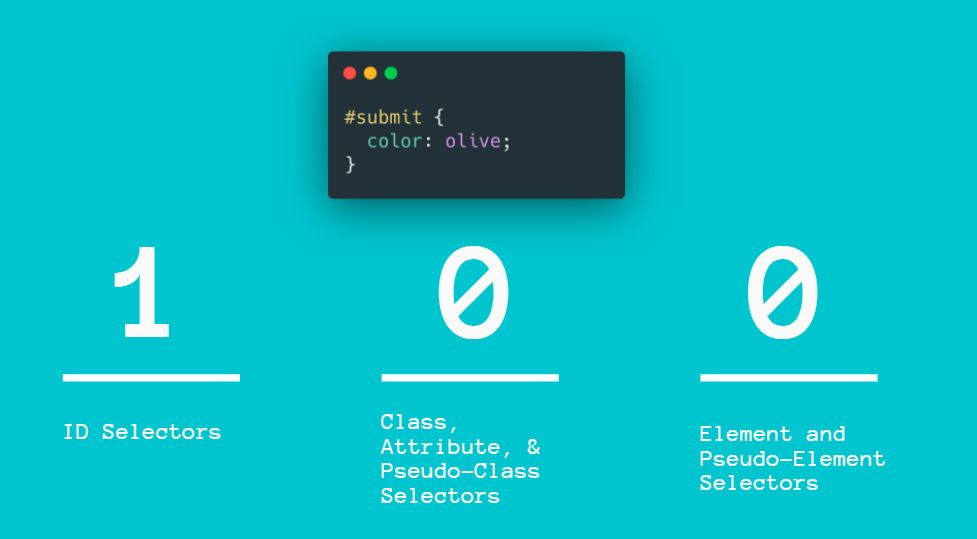 #submit {
  color: olive;
}
1
0
0
ID Selectors
Class,
Attribute, &
Pseudo-Class
Selectors
Element and
Pseudo-Element
Selectors